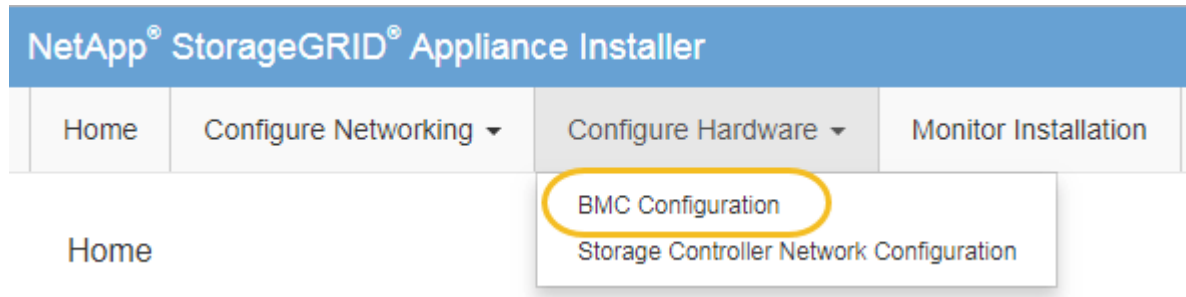 NetApp® StorageGRID® Appliance Installer
Home Configure Networking Configure Hardware Monitor Installation
BMC Configuration
Home
Storage Controller Network Configuration